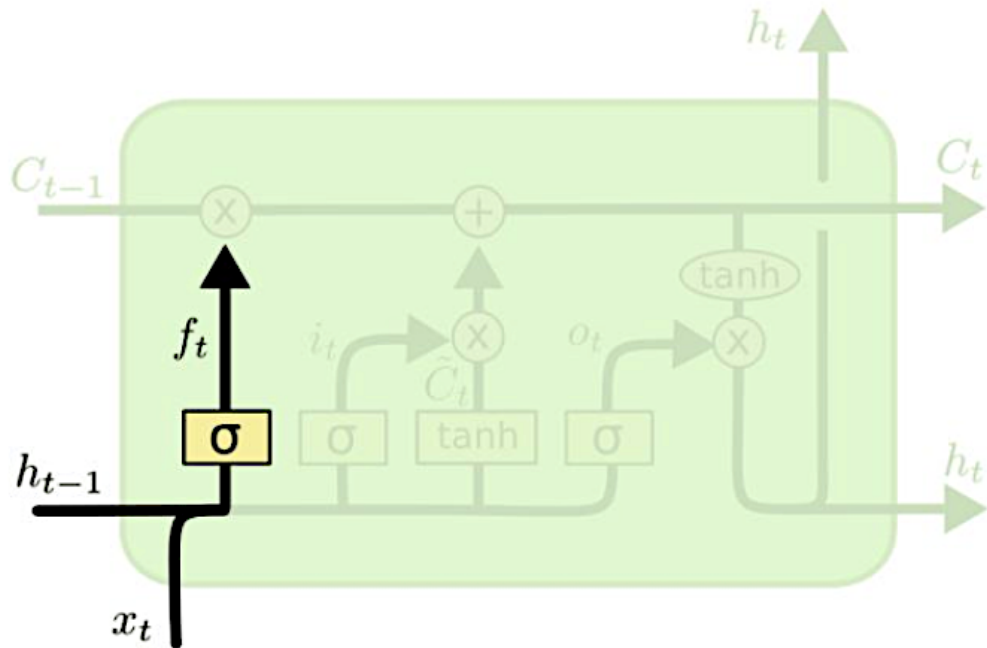 h_t
C_{t-1}
C_t
x
+
tanh
f_t
i_t
x
o_t
x
C̃_t
σ
σ
tanh
σ
h_{t-1}
h_t
x_t